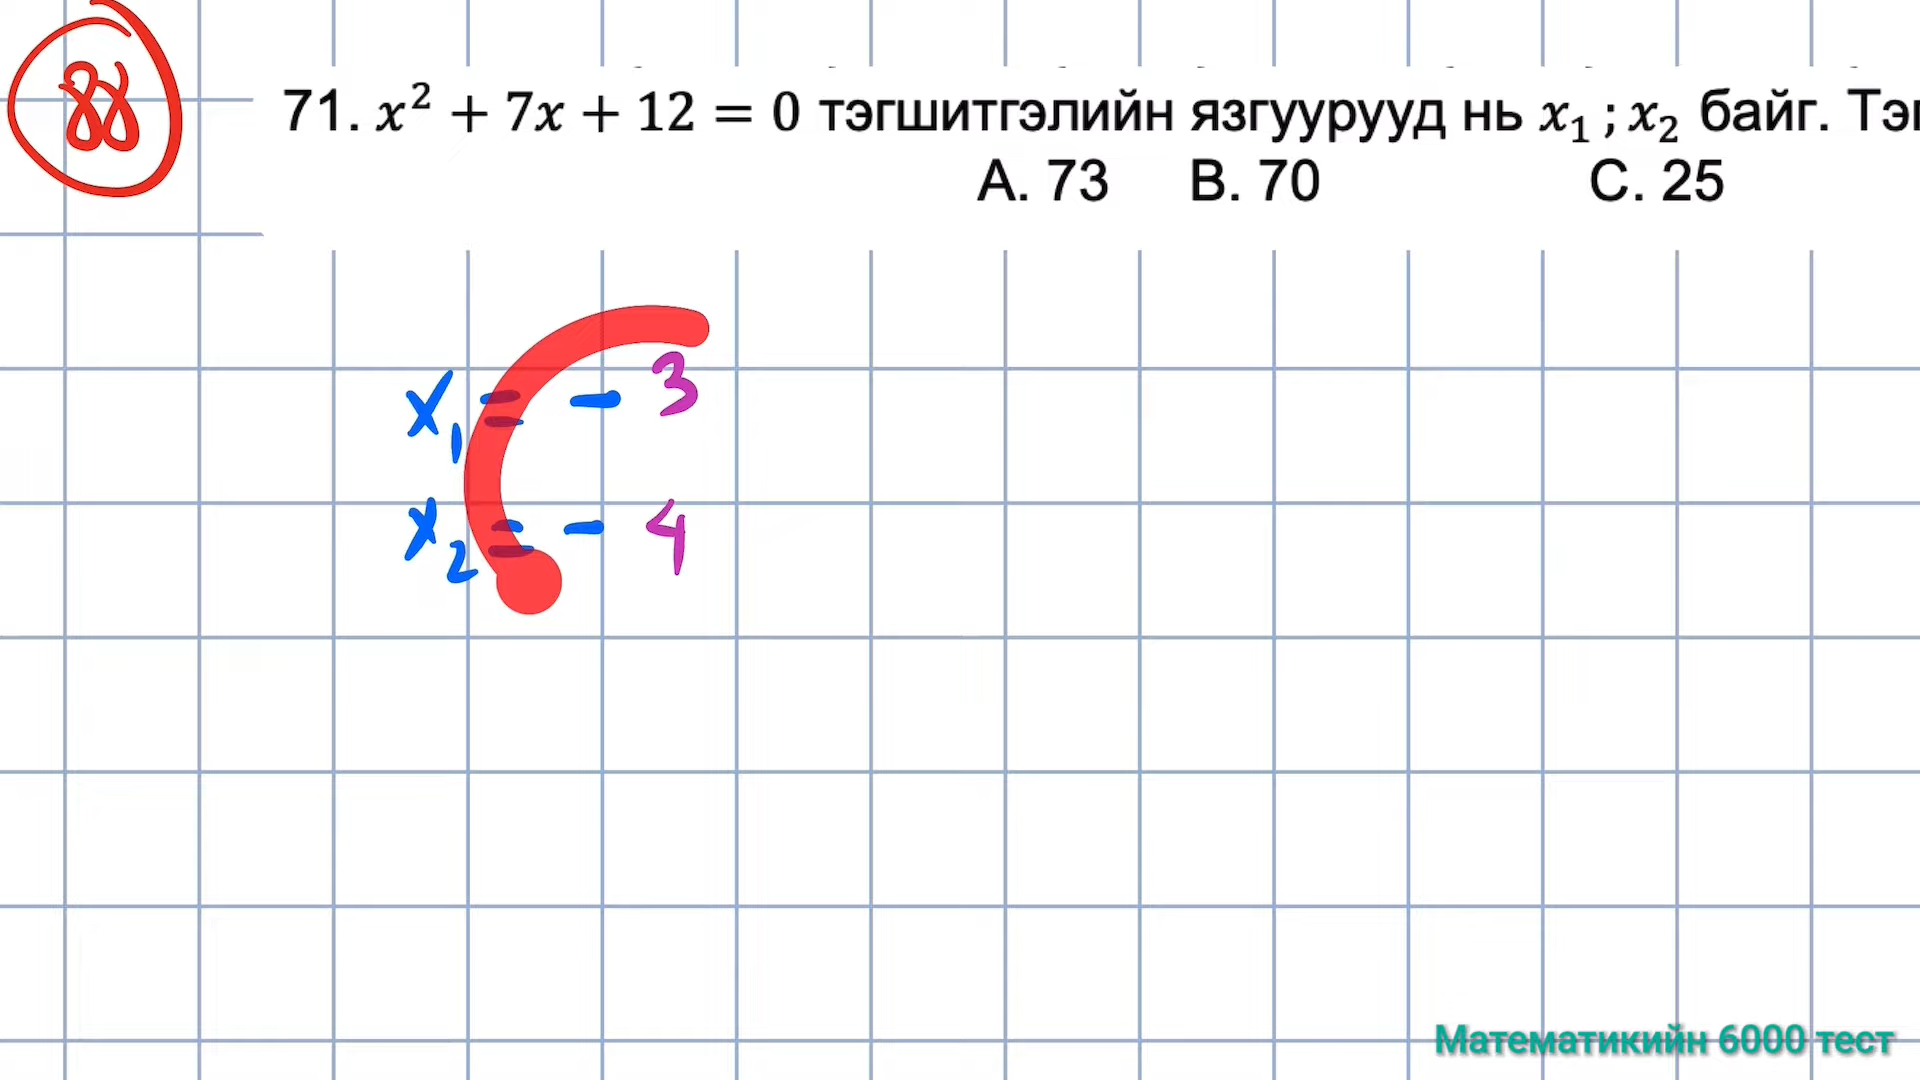 88
71. x² + 7x + 12 = 0 тэгшитгэлийн язгуурууд нь x₁ ; x₂ байг.
A. 73 B. 70 C. 25
x₁ = - 3
x₂ = - 4
Математикийн 6000 тест